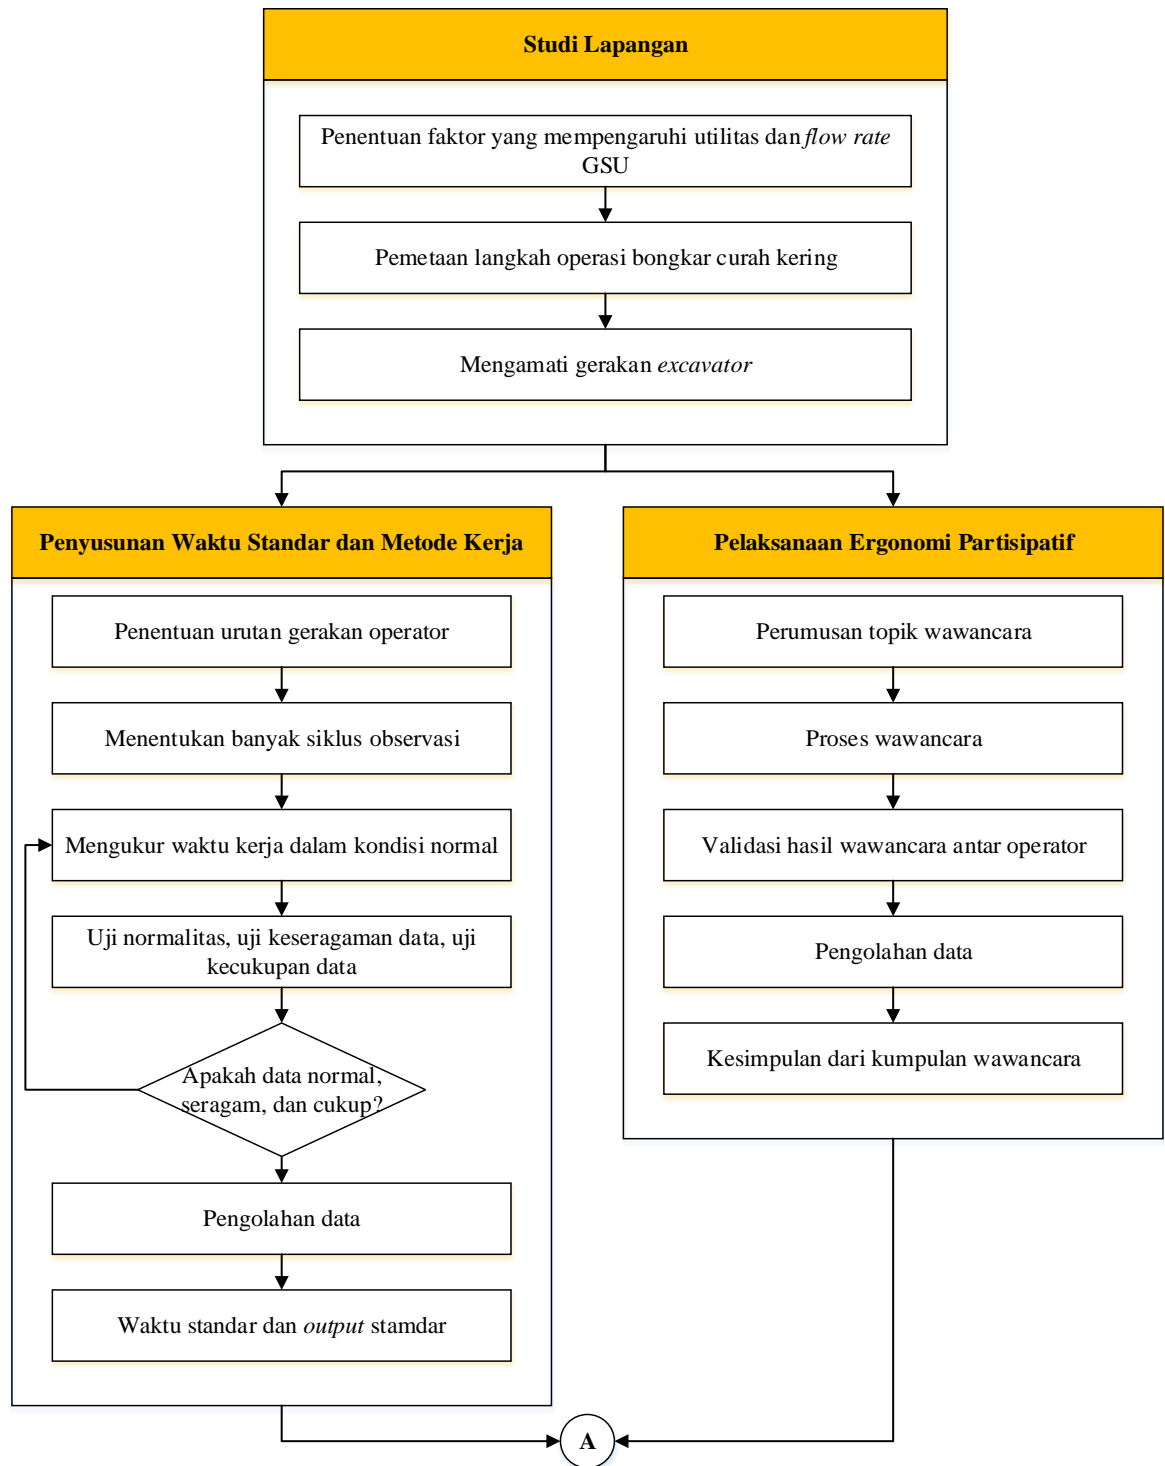 Studi Lapangan
Penentuan faktor yang mempengaruhi utilitas dan flow rate
GSU
Pemetaan langkah operasi bongkar curah kering
Mengamati gerakan excavator
Penyusunan Waktu Standar dan Metode Kerja
Penentuan urutan gerakan operator
Menentukan banyak siklus observasi
Mengukur waktu kerja dalam kondisi normal
Uji normalitas, uji keseragaman data, uji
kecukupan data
Apakah data normal,
seragam, dan cukup?
Pengolahan data
Waktu standar dan output stamdar
Pelaksanaan Ergonomi Partisipatif
Perumusan topik wawancara
Proses wawancara
Validasi hasil wawancara antar operator
Pengolahan data
Kesimpulan dari kumpulan wawancara
A